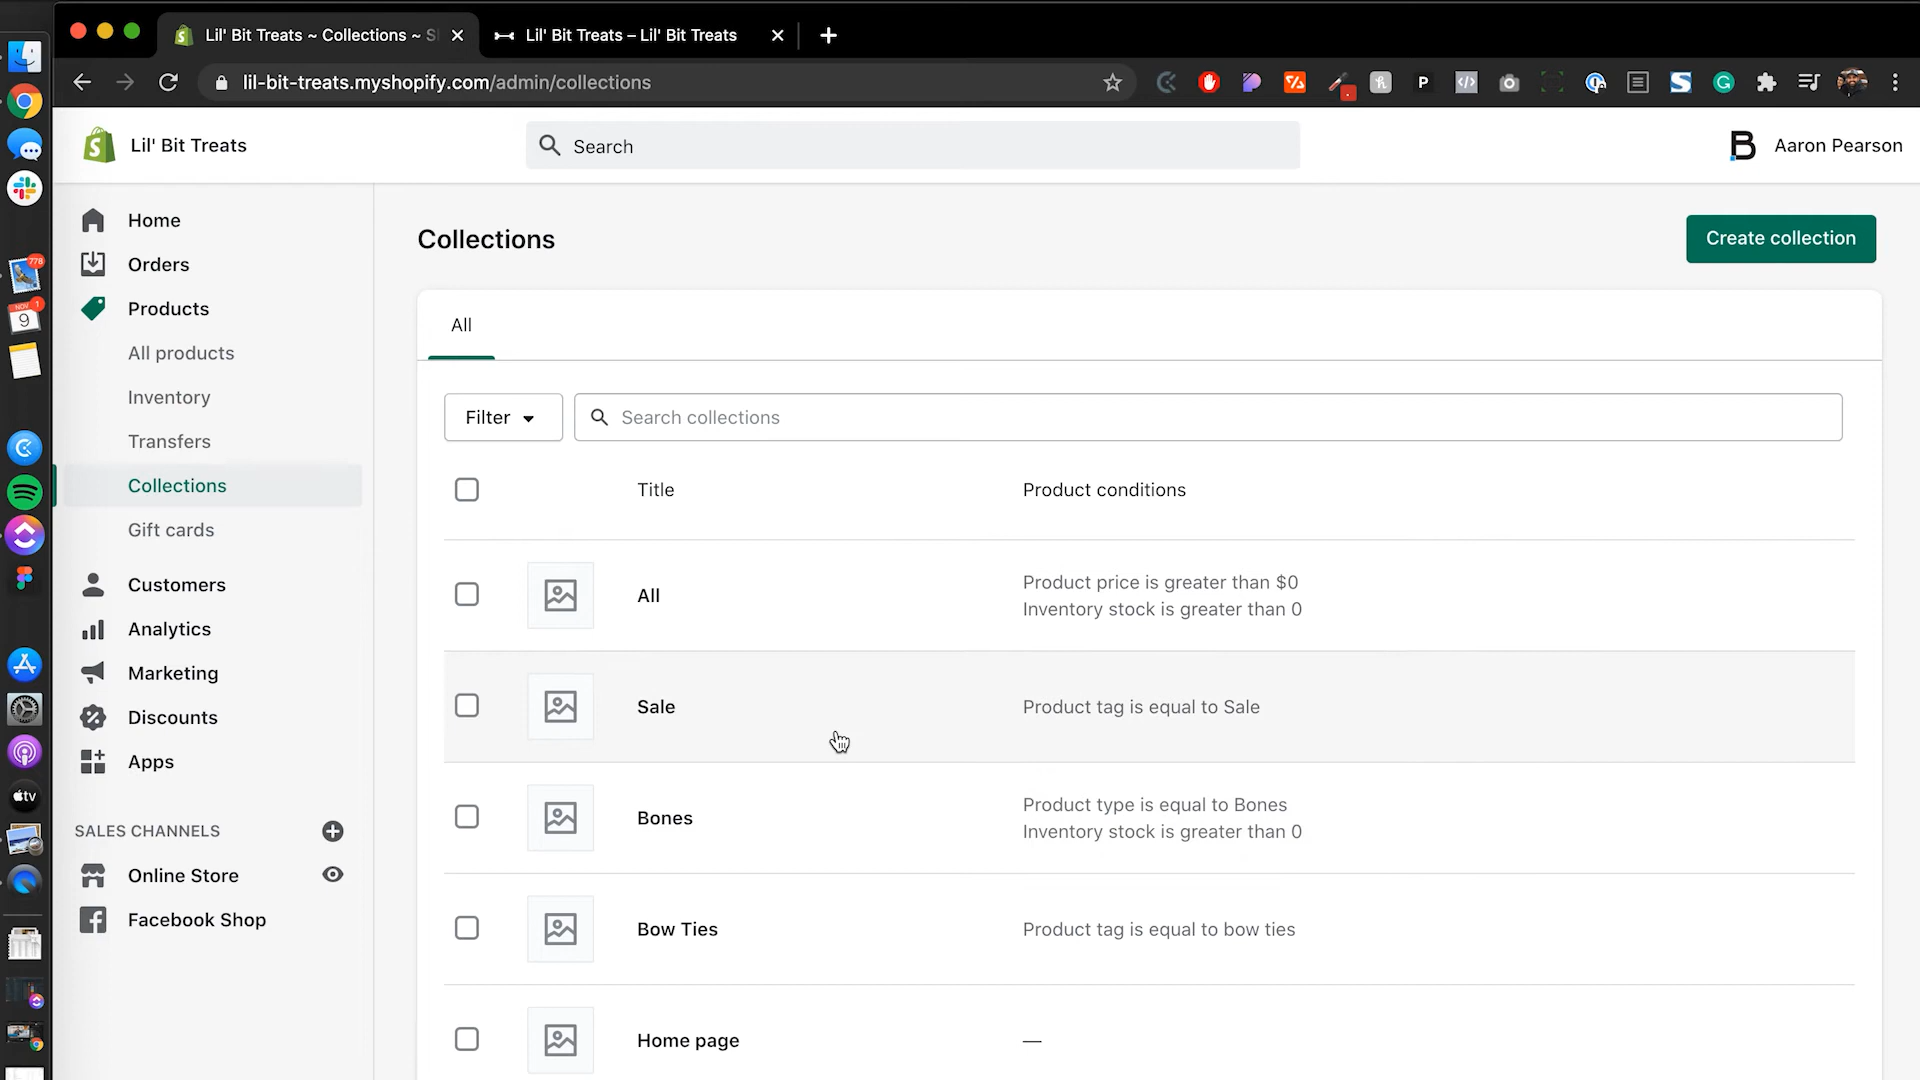 Lil' Bit Treats ~ Collections ~ S
Lil' Bit Treats – Lil' Bit Treats
lil-bit-treats.myshopify.com/admin/collections
Lil' Bit Treats
Search
Aaron Pearson
Home
Orders
Products
All products
Inventory
Transfers
Collections
Gift cards
Customers
Analytics
Marketing
Discounts
Apps
SALES CHANNELS
Online Store
Facebook Shop
Collections
Create collection
All
Filter
Search collections
Title
Product conditions
All
Product price is greater than $0
Inventory stock is greater than 0
Sale
Product tag is equal to Sale
Bones
Product type is equal to Bones
Inventory stock is greater than 0
Bow Ties
Product tag is equal to bow ties
Home page
—
778
NOV
1
9
tv
P